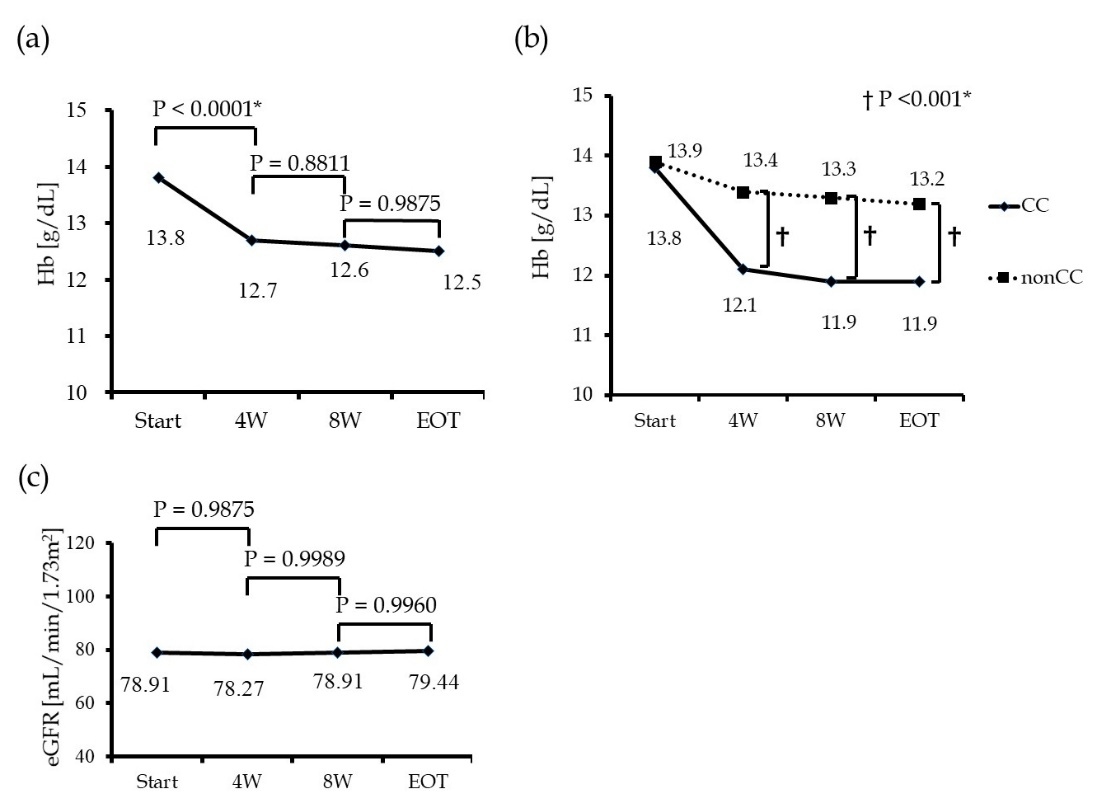 (a)
P < 0.0001*
P = 0.8811
P = 0.9875
Hb [g/dL]
15
14
13
12
11
10
13.8
12.7
12.6
12.5
Start 4W 8W EOT
(b)
† P <0.001*
Hb [g/dL]
15
14
13
12
11
10
13.9
13.4
13.3
13.2
13.8
12.1
11.9
11.9
† † †
CC
nonCC
Start 4W 8W EOT
(c)
P = 0.9875
P = 0.9989
P = 0.9960
eGFR [mL/min/1.73m²]
120
100
80
60
40
78.91
78.27
78.91
79.44
Start 4W 8W EOT